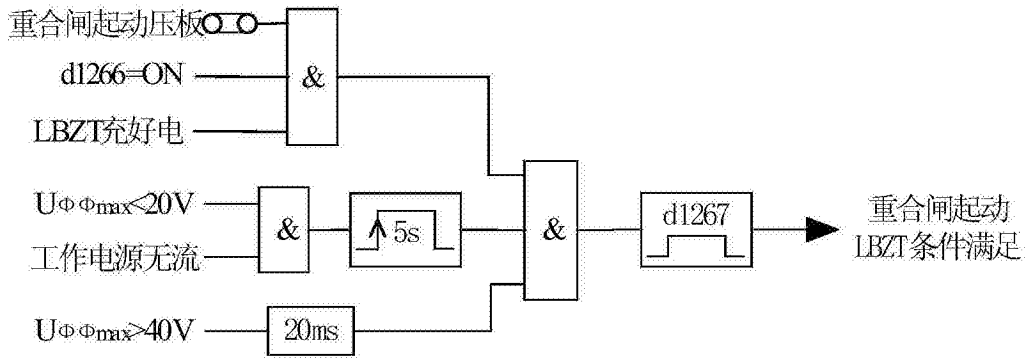 重合闸起动压板
d1266=ON
&
LBZT充好电
UΦΦmax<20V
&
5s
工作电源无流
&
d1267
重合闸起动
LBZT条件满足
UΦΦmax>40V
20ms